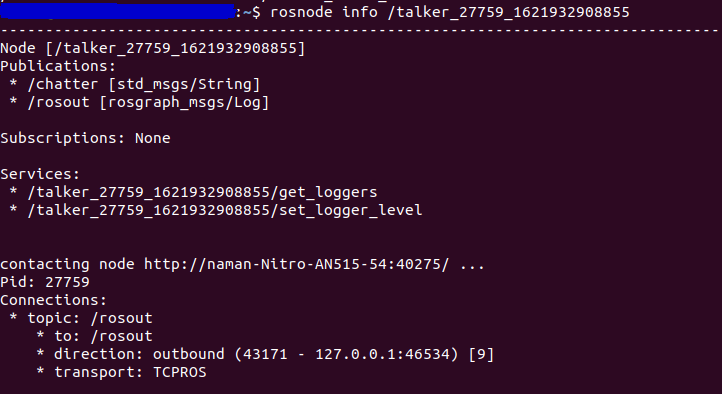 :~$ rosnode info /talker_27759_1621932908855
--------------------------------------------------------------------------------
Node [/talker_27759_1621932908855]
Publications:
 * /chatter [std_msgs/String]
 * /rosout [rosgraph_msgs/Log]

Subscriptions: None

Services:
 * /talker_27759_1621932908855/get_loggers
 * /talker_27759_1621932908855/set_logger_level


contacting node http://naman-Nitro-AN515-54:40275/ ...
Pid: 27759
Connections:
 * topic: /rosout
    * to: /rosout
    * direction: outbound (43171 - 127.0.0.1:46534) [9]
    * transport: TCPROS